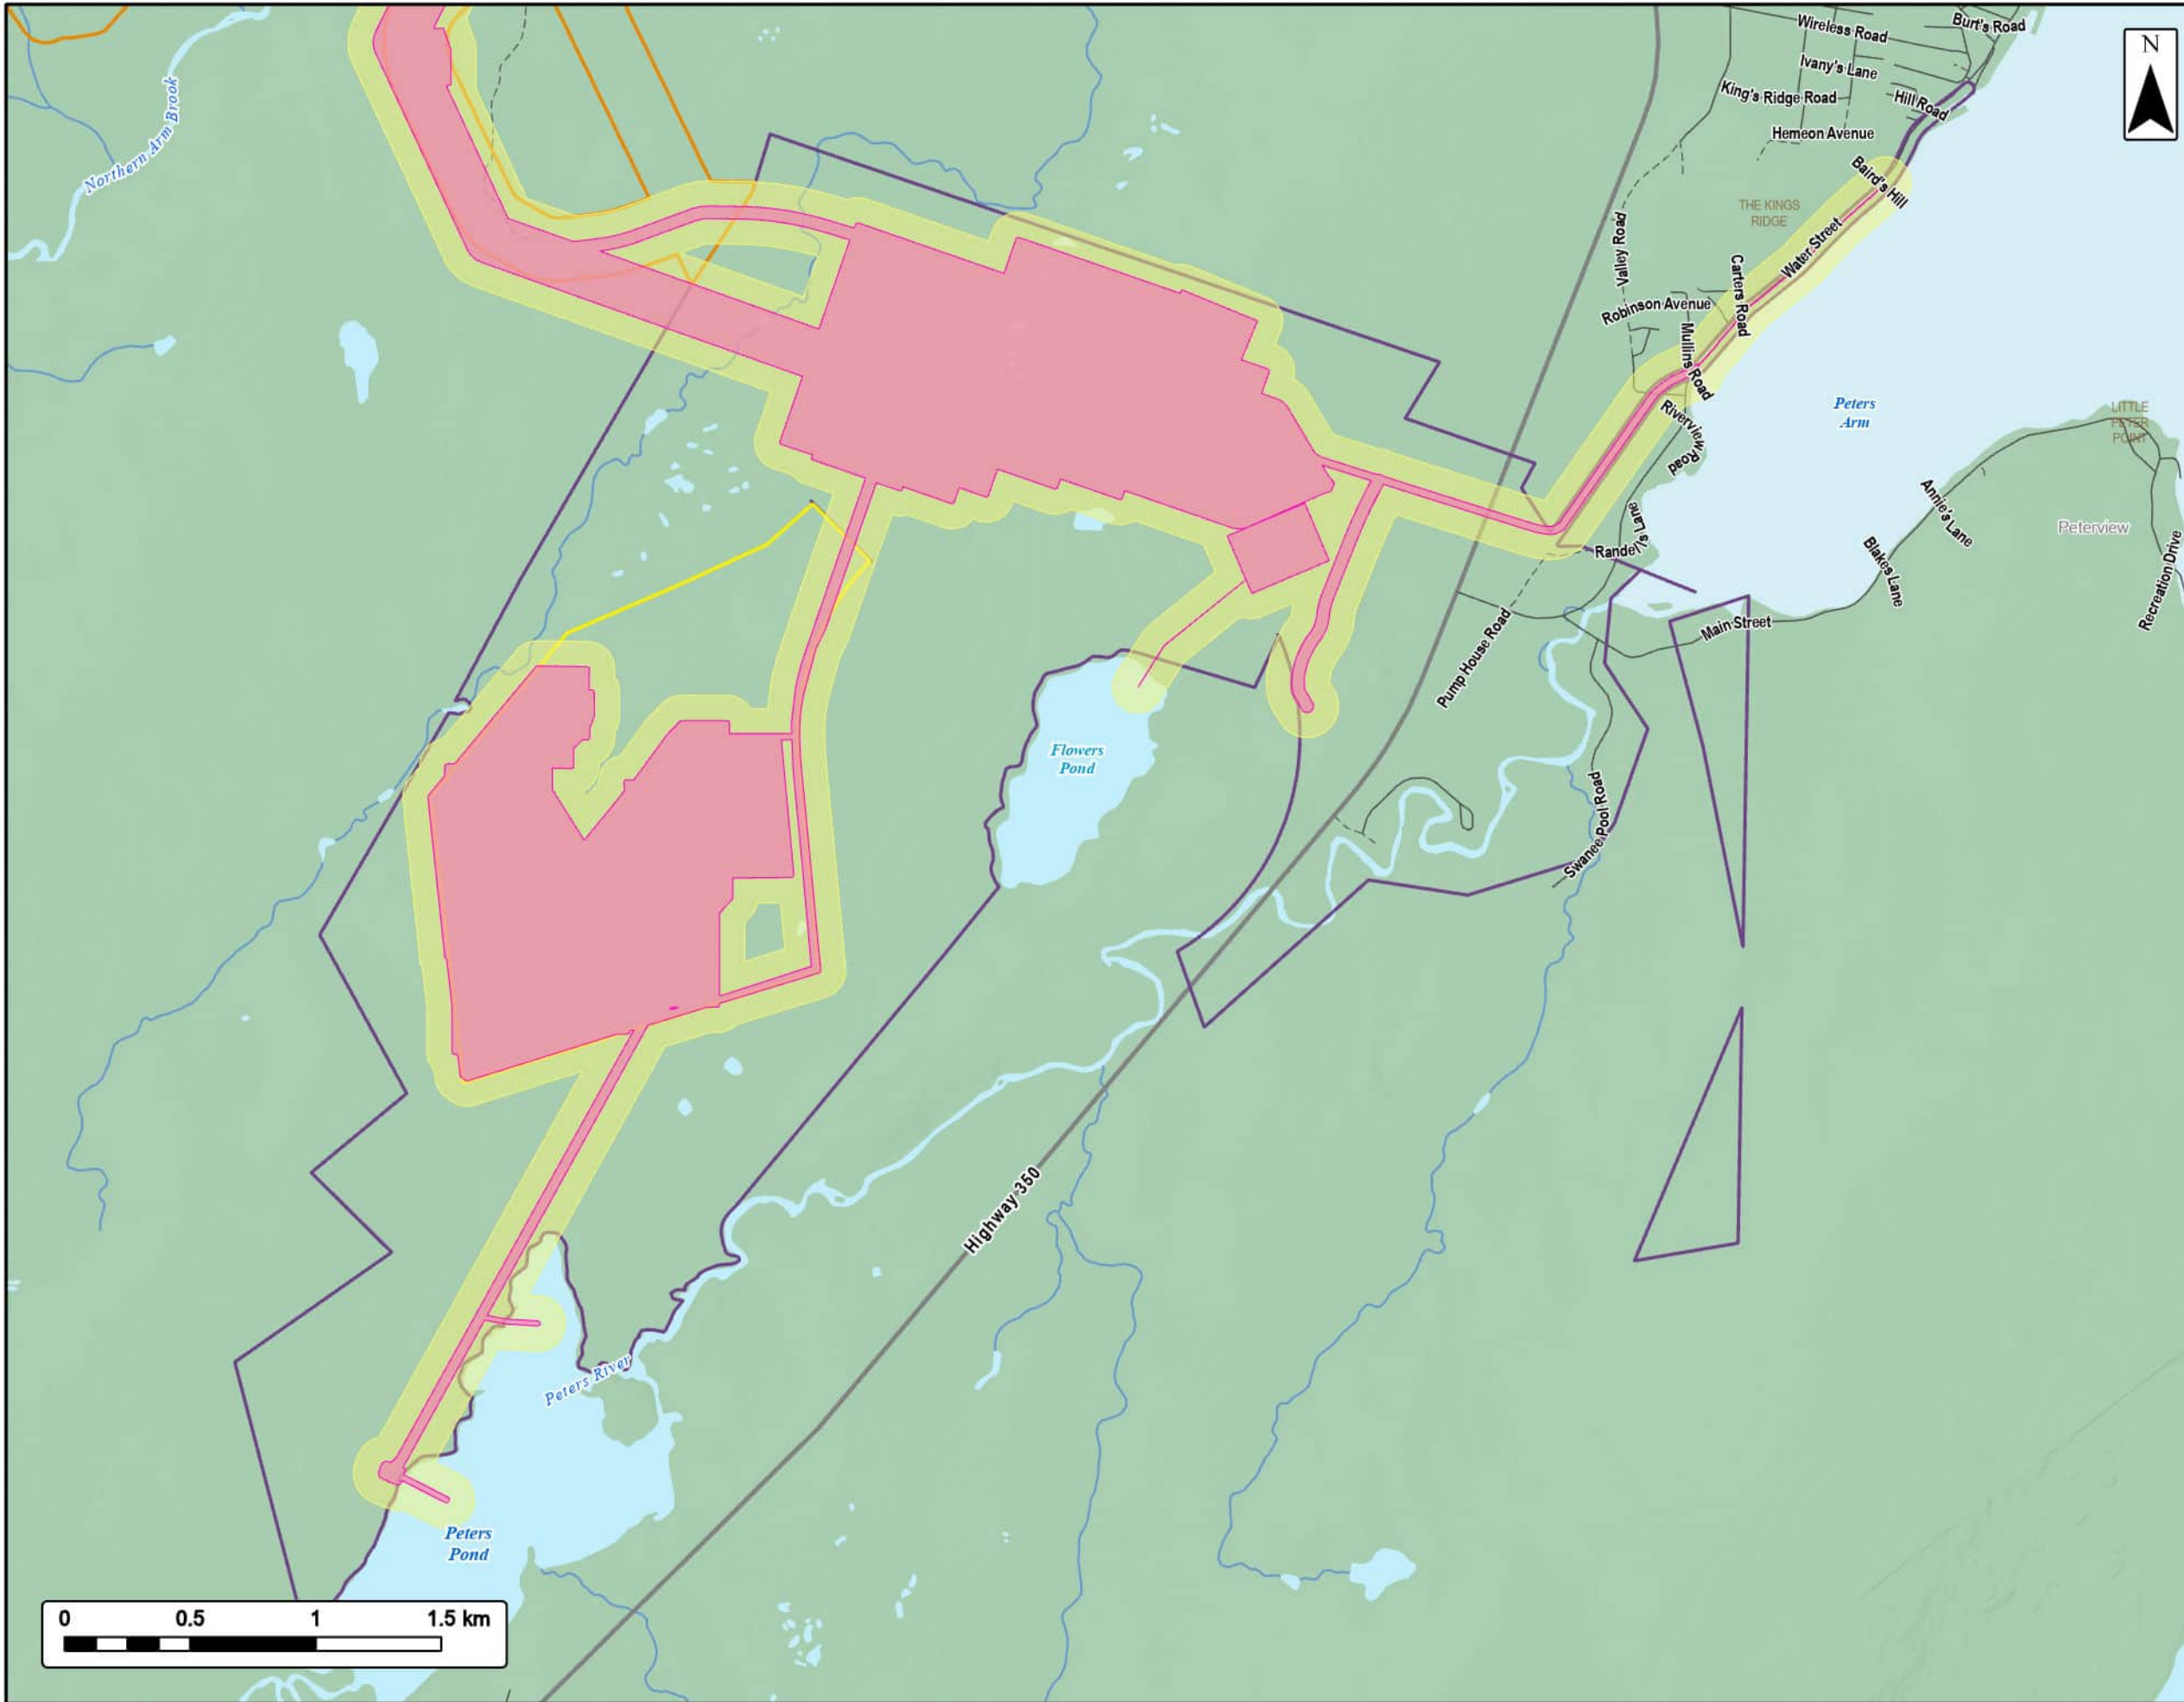 Wireless Road
Burt's Road
N
Ivany's Lane
King's Ridge Road
Hill Road
Hemeon Avenue
Northern Arm Brook
Baird's Hill
THE KINGS
RIDGE
Valley Road
Water Street
Carters Road
Robinson Avenue
Mullins Road
Riverview Road
Peters
Arm
LITTLE
PETER
POINT
Annie's Lane
Peterview
Randel's Lane
Blakes Lane
Recreation Drive
Main Street
Pump House Road
Flowers
Pond
Swanee Pool Road
Highway 350
Peters River
Peters
Pond
0 0.5 1 1.5 km